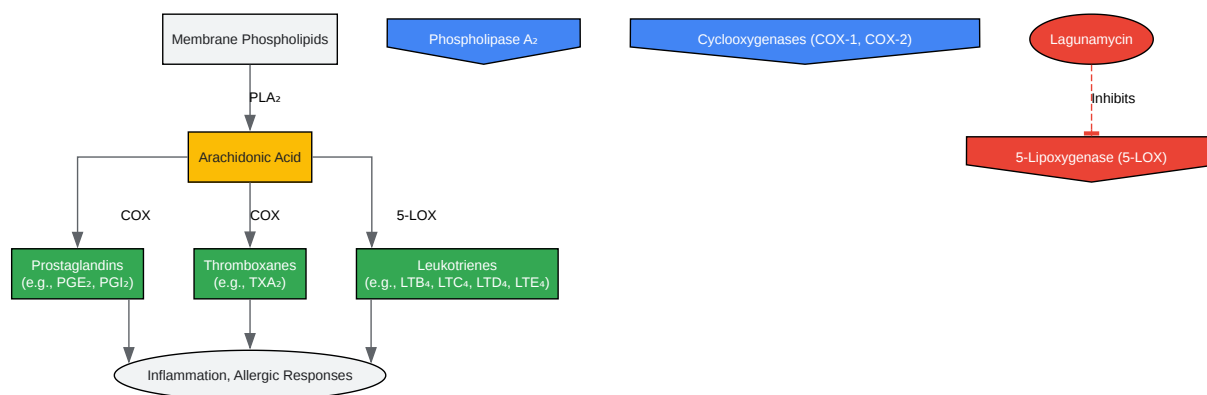 Membrane Phospholipids
Phospholipase A₂
Cyclooxygenases (COX-1, COX-2)
Lagunamycin
PLA₂
Inhibits
Arachidonic Acid
5-Lipoxygenase (5-LOX)
COX
COX
5-LOX
Prostaglandins
(e.g., PGE₂, PGI₂)
Thromboxanes
(e.g., TXA₂)
Leukotrienes
(e.g., LTB₄, LTC₄, LTD₄, LTE₄)
Inflammation, Allergic Responses